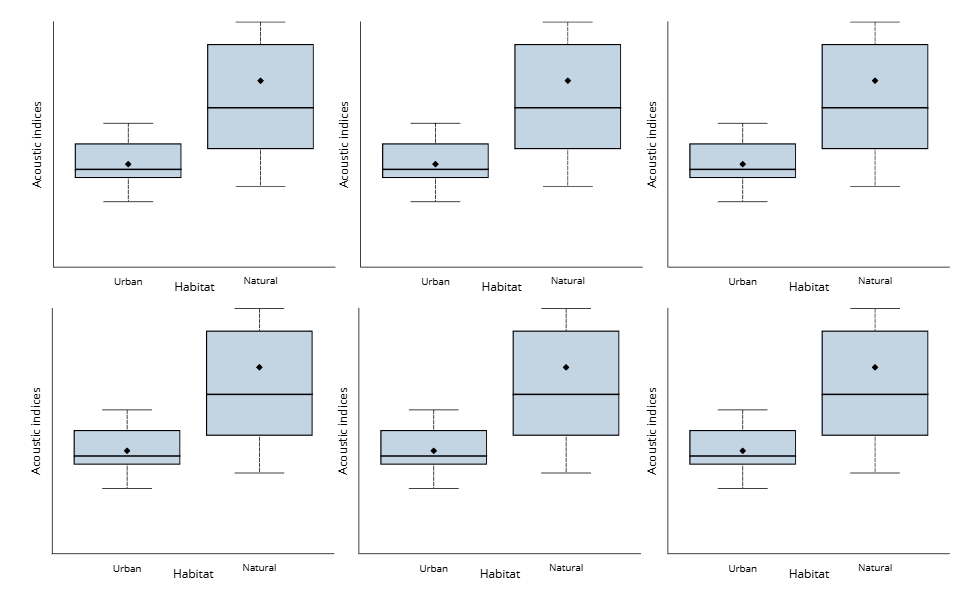 Acoustic indices
Urban
Habitat
Natural
Acoustic indices
Urban
Habitat
Natural
Acoustic indices
Urban
Habitat
Natural
Acoustic indices
Urban
Habitat
Natural
Acoustic indices
Urban
Habitat
Natural
Acoustic indices
Urban
Habitat
Natural